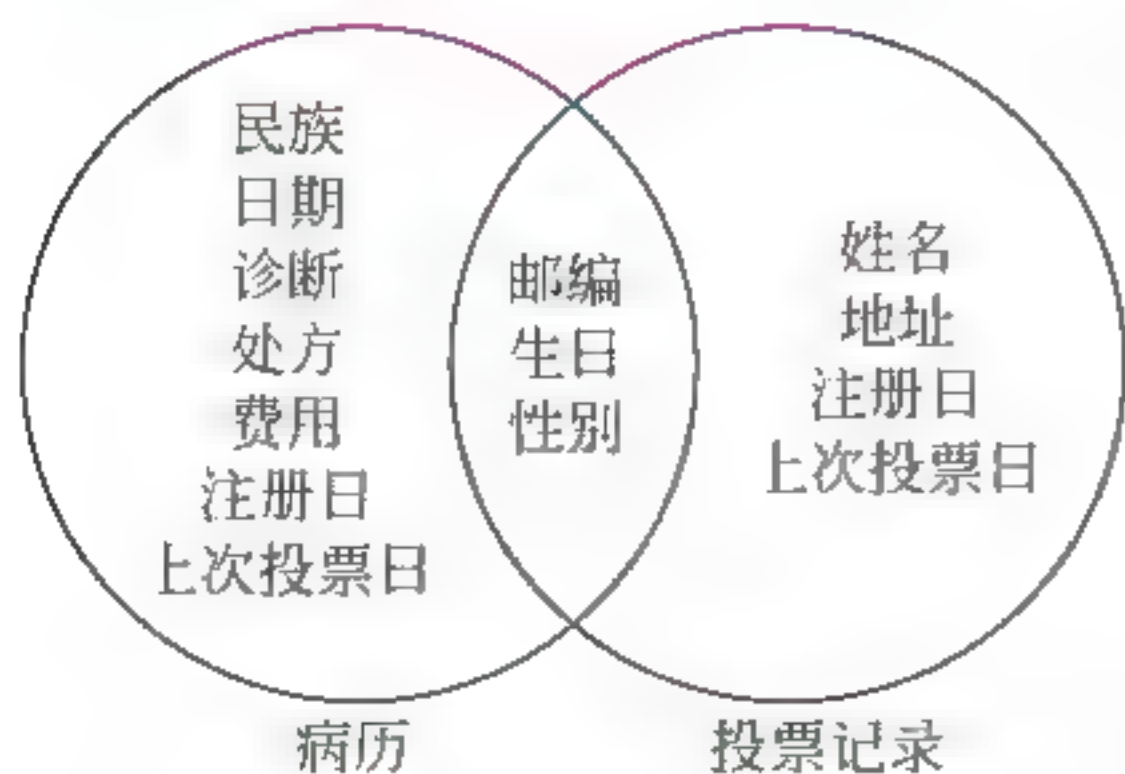 民族
日期
诊断
处方
费用
注册日
上次投票日
邮编
生日
性别
姓名
地址
注册日
上次投票日
病历
投票记录